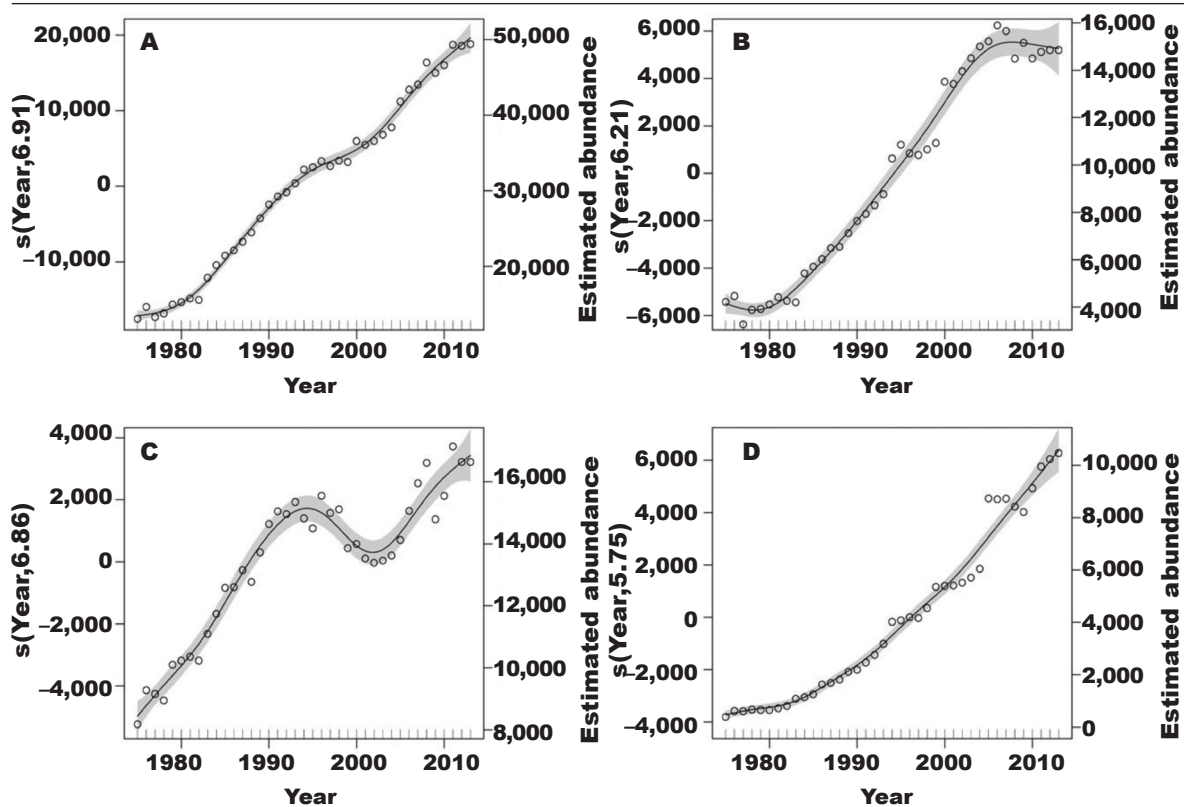 A
s(Year,6.91)
20,000
10,000
0
–10,000
50,000
40,000
30,000
20,000
Estimated abundance
1980 1990 2000 2010
Year
B
s(Year,6.21)
6,000
4,000
2,000
0
–2,000
–4,000
–6,000
16,000
14,000
12,000
10,000
8,000
6,000
4,000
Estimated abundance
1980 1990 2000 2010
Year
C
s(Year,6.86)
4,000
2,000
0
–2,000
–4,000
16,000
14,000
12,000
10,000
8,000
Estimated abundance
1980 1990 2000 2010
Year
D
s(Year,5.75)
6,000
4,000
2,000
0
–2,000
–4,000
10,000
8,000
6,000
4,000
2,000
0
Estimated abundance
1980 1990 2000 2010
Year